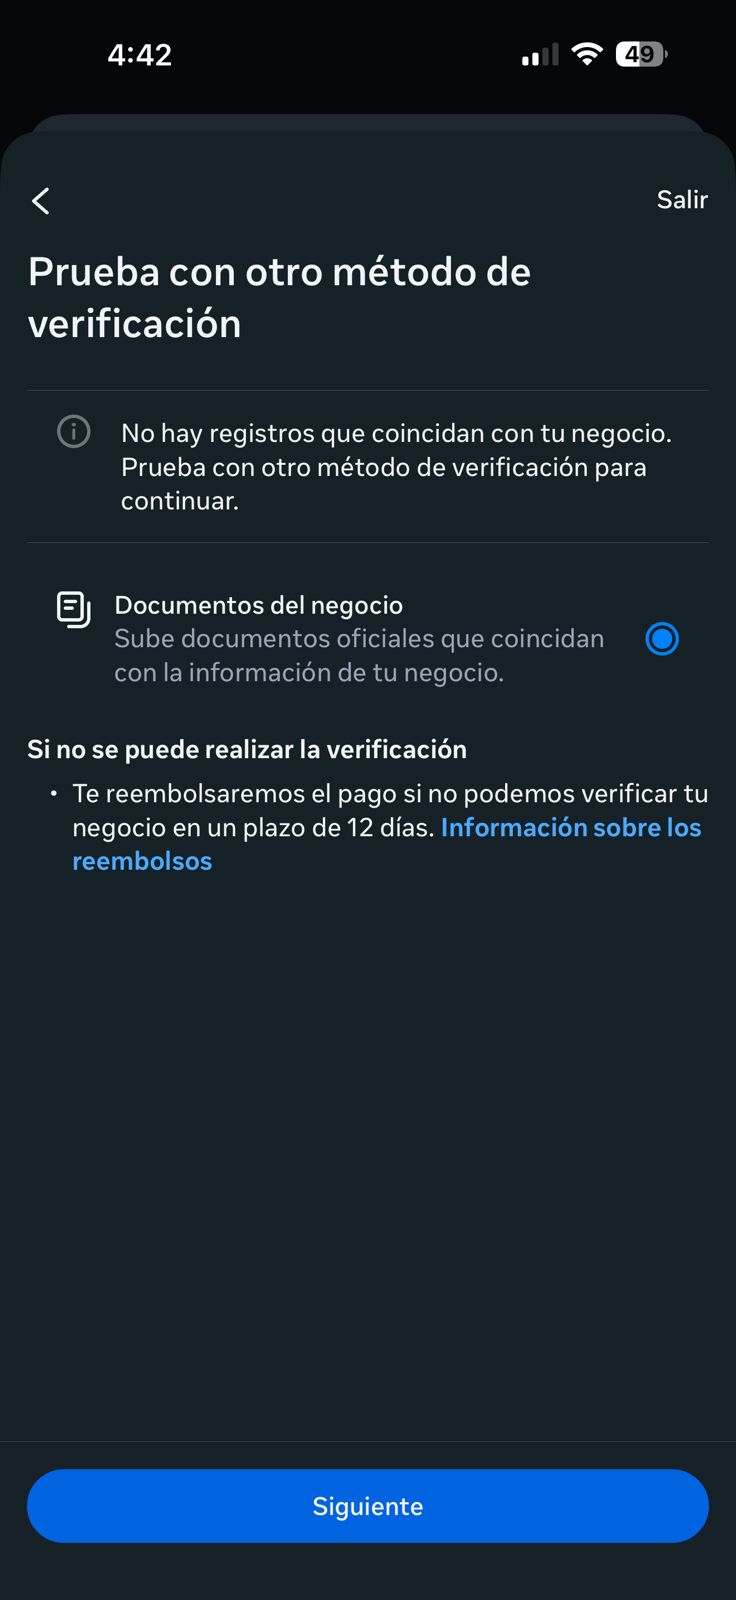 4:42
49
Salir
Prueba con otro método de
verificación
No hay registros que coincidan con tu negocio.
Prueba con otro método de verificación para
continuar.
Documentos del negocio
Sube documentos oficiales que coincidan
con la información de tu negocio.
Si no se puede realizar la verificación
• Te reembolsaremos el pago si no podemos verificar tu
negocio en un plazo de 12 días. Información sobre los
reembolsos
Siguiente